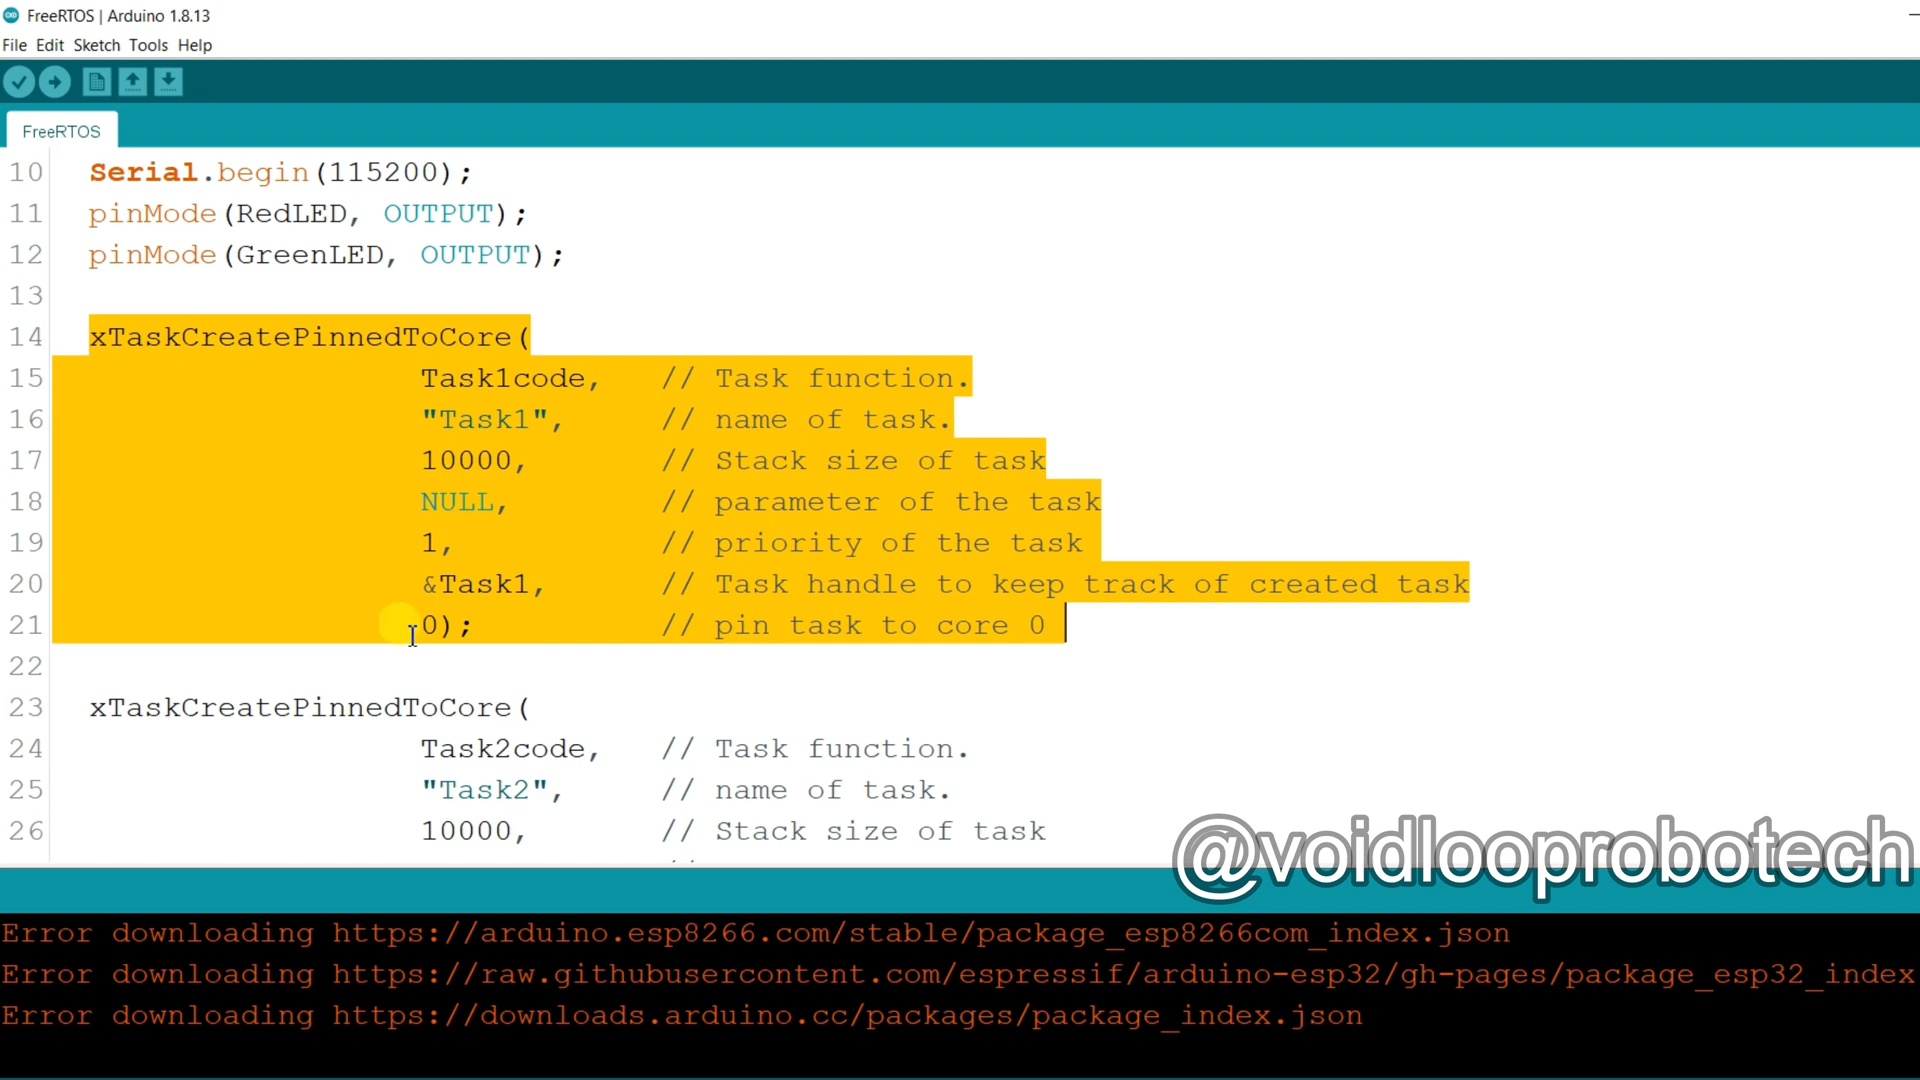 FreeRTOS | Arduino 1.8.13
File Edit Sketch Tools Help
FreeRTOS
10 Serial.begin(115200);
11 pinMode(RedLED, OUTPUT);
12 pinMode(GreenLED, OUTPUT);
13
14 xTaskCreatePinnedToCore(
15 Task1code, // Task function.
16 "Task1", // name of task.
17 10000, // Stack size of task
18 NULL, // parameter of the task
19 1, // priority of the task
20 &Task1, // Task handle to keep track of created task
21 0); // pin task to core 0
22
23 xTaskCreatePinnedToCore(
24 Task2code, // Task function.
25 "Task2", // name of task.
26 10000, // Stack size of task
@voidlooprobotech
Error downloading https://arduino.esp8266.com/stable/package_esp8266com_index.json
Error downloading https://raw.githubusercontent.com/espressif/arduino-esp32/gh-pages/package_esp32_index
Error downloading https://downloads.arduino.cc/packages/package_index.json